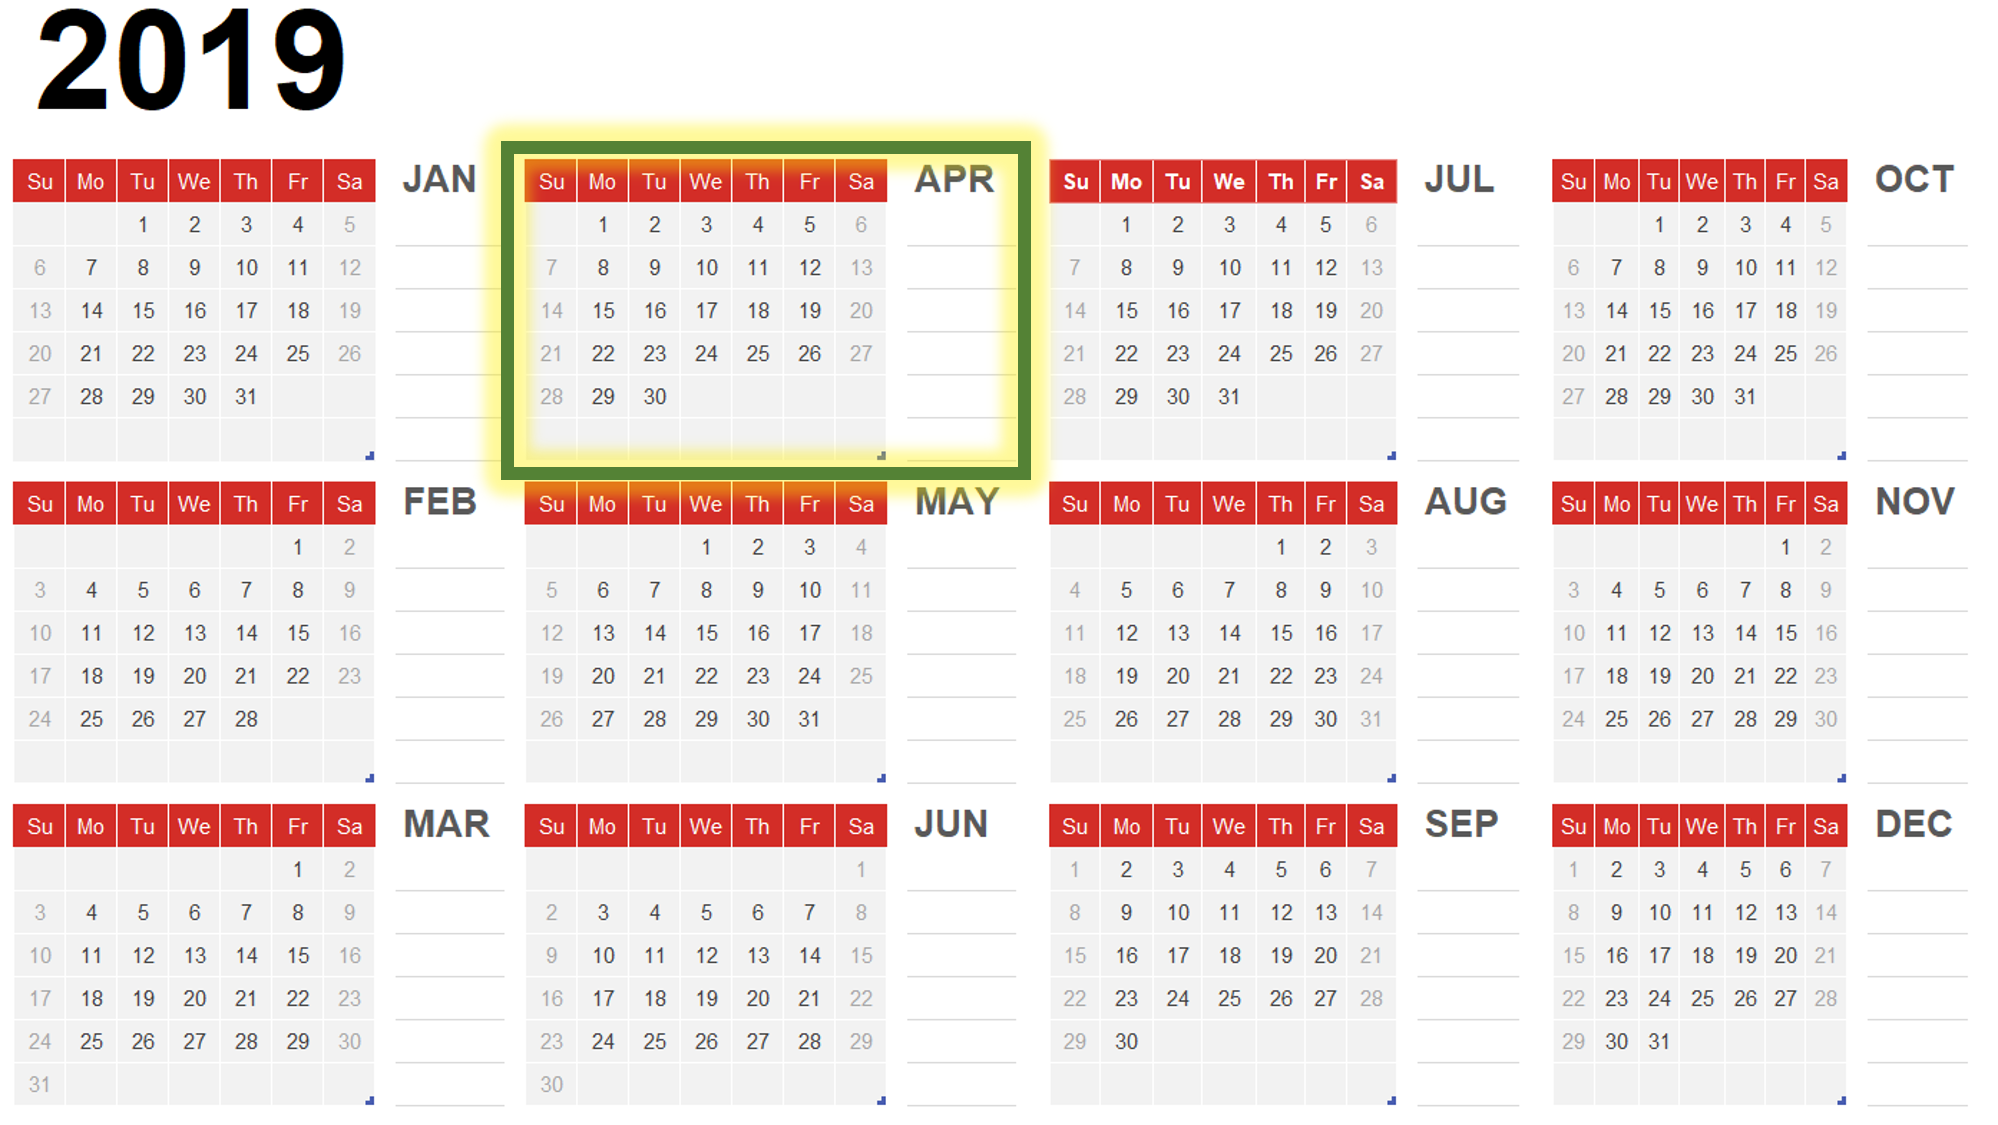 2019
Su Mo Tu We Th Fr Sa JAN
1 2 3 4 5
6 7 8 9 10 11 12
13 14 15 16 17 18 19
20 21 22 23 24 25 26
27 28 29 30 31
Su Mo Tu We Th Fr Sa FEB
1 2
3 4 5 6 7 8 9
10 11 12 13 14 15 16
17 18 19 20 21 22 23
24 25 26 27 28
Su Mo Tu We Th Fr Sa MAR
1 2
3 4 5 6 7 8 9
10 11 12 13 14 15 16
17 18 19 20 21 22 23
24 25 26 27 28 29 30
31
Su Mo Tu We Th Fr Sa APR
1 2 3 4 5 6
7 8 9 10 11 12 13
14 15 16 17 18 19 20
21 22 23 24 25 26 27
28 29 30
Su Mo Tu We Th Fr Sa MAY
1 2 3 4
5 6 7 8 9 10 11
12 13 14 15 16 17 18
19 20 21 22 23 24 25
26 27 28 29 30 31
Su Mo Tu We Th Fr Sa JUN
1
2 3 4 5 6 7 8
9 10 11 12 13 14 15
16 17 18 19 20 21 22
23 24 25 26 27 28 29
30
Su Mo Tu We Th Fr Sa JUL
1 2 3 4 5 6
7 8 9 10 11 12 13
14 15 16 17 18 19 20
21 22 23 24 25 26 27
28 29 30 31
Su Mo Tu We Th Fr Sa AUG
1 2 3
4 5 6 7 8 9 10
11 12 13 14 15 16 17
18 19 20 21 22 23 24
25 26 27 28 29 30 31
Su Mo Tu We Th Fr Sa SEP
1 2 3 4 5 6 7
8 9 10 11 12 13 14
15 16 17 18 19 20 21
22 23 24 25 26 27 28
29 30
Su Mo Tu We Th Fr Sa OCT
1 2 3 4 5
6 7 8 9 10 11 12
13 14 15 16 17 18 19
20 21 22 23 24 25 26
27 28 29 30 31
Su Mo Tu We Th Fr Sa NOV
1 2
3 4 5 6 7 8 9
10 11 12 13 14 15 16
17 18 19 20 21 22 23
24 25 26 27 28 29 30
Su Mo Tu We Th Fr Sa DEC
1 2 3 4 5 6 7
8 9 10 11 12 13 14
15 16 17 18 19 20 21
22 23 24 25 26 27 28
29 30 31